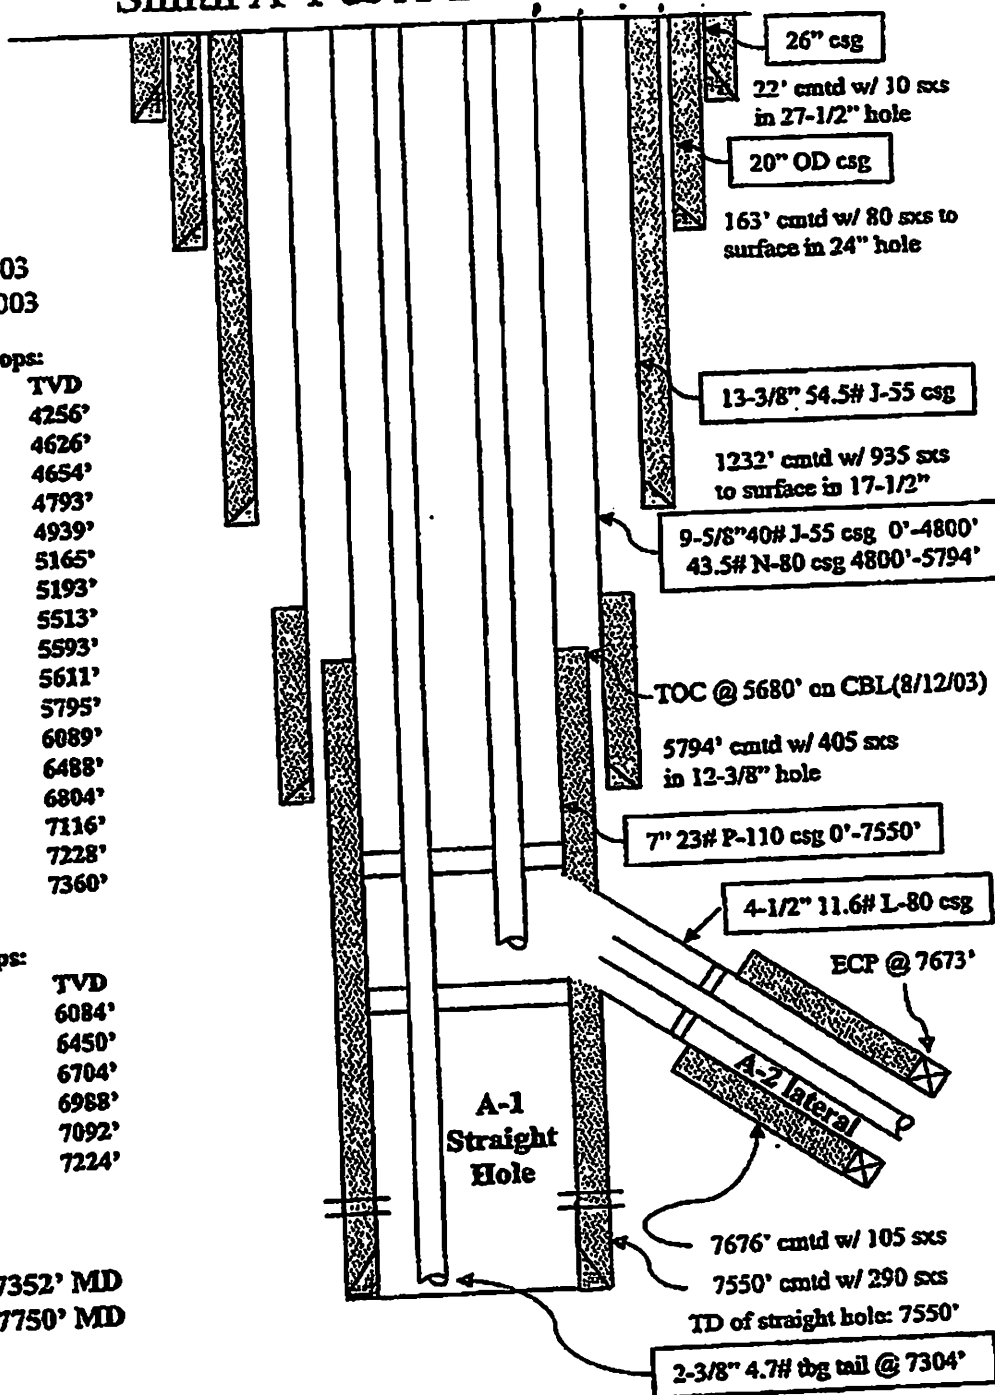 26” csg
22’ cmtd w/ 10 sxs
in 27-1/2” hole
20” OD csg
163’ cmtd w/ 80 sxs to
surface in 24” hole
03
003
ops:
TVD
4256’
4626’
4654’
4793’
4939’
5165’
5193’
5513’
5593’
5611’
5795’
6089’
6488’
6804’
7116’
7228’
7360’
13-3/8” 54.5# J-55 csg
1232’ cmtd w/ 935 sxs
to surface in 17-1/2”
9-5/8”40# J-55 csg 0’-4800’
43.5# N-80 csg 4800’-5794’
TOC @ 5680’ on CBL(8/12/03)
5794’ cmtd w/ 405 sxs
in 12-3/8” hole
7” 23# P-110 csg 0’-7550’
4-1/2” 11.6# L-80 csg
ECP @ 7673’
ps:
TVD
6084’
6450’
6704’
6988’
7092’
7224’
A-2 lateral
A-1
Straight
Hole
7676’ cmtd w/ 105 sxs
7550’ cmtd w/ 290 sxs
TD of straight hole: 7550’
7352’ MD
7750’ MD
2-3/8” 4.7# tbg tail @ 7304’